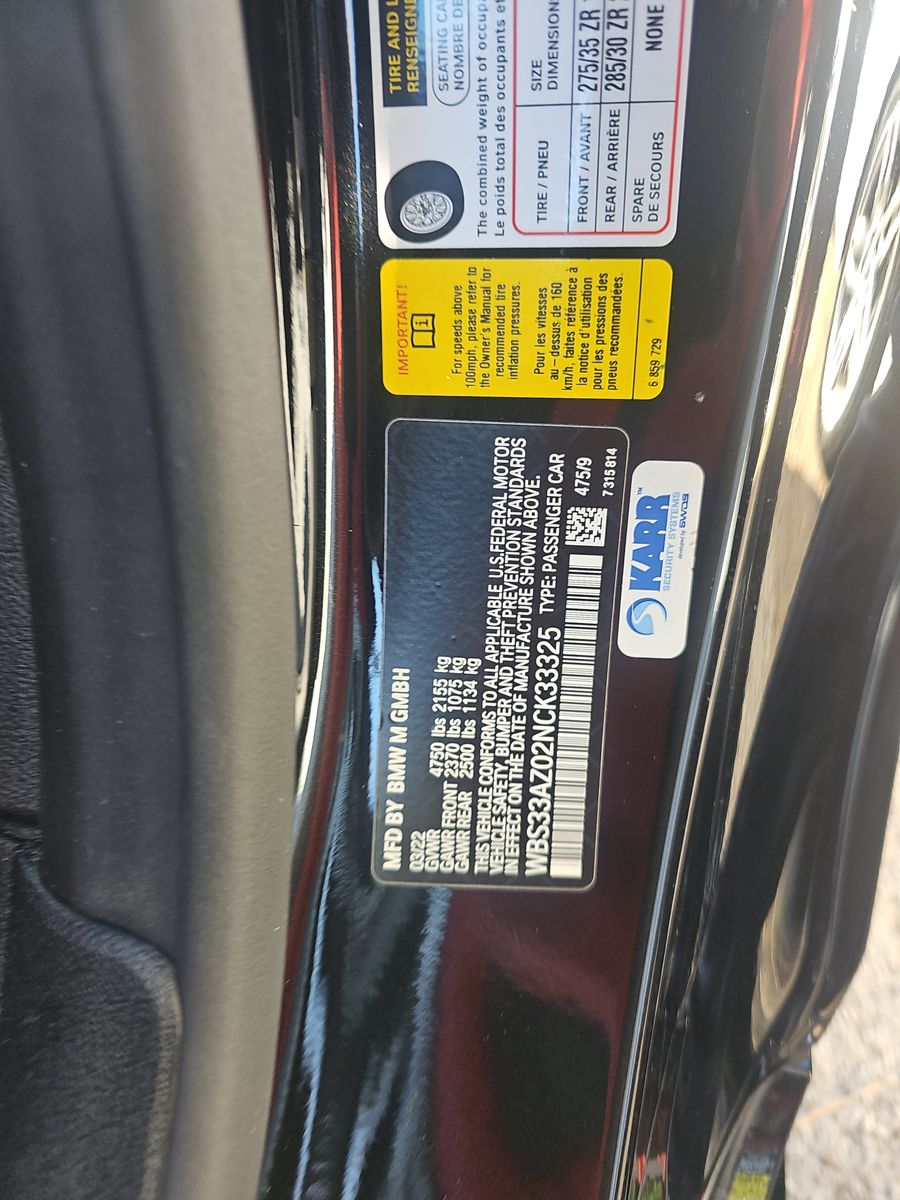 MFD BY BMW M GMBH
03/22
GVWR 4750 lbs 2155 kg
GAWR FRONT 2370 lbs 1075 kg
GAWR REAR 2500 lbs 1134 kg
THIS VEHICLE CONFORMS TO ALL APPLICABLE U.S.FEDERAL MOTOR
VEHICLE SAFETY, BUMPER AND THEFT PREVENTION STANDARDS
IN EFFECT ON THE DATE OF MANUFACTURE SHOWN ABOVE.
WBS33AZ02NCK33325 TYPE: PASSENGER CAR
475/9
7 315 814
IMPORTANT!
i
For speeds above
100mph, please refer to
the Owner's Manual for
recommended tire
inflation pressures.
Pour les vitesses
au - dessus de 160
km/h, faites référence à
la notice d'utilisation
pour les pressions des
pneus recommandées.
6 859 729
TIRE AND
RENSEIGNE
SEATING CA
NOMBRE DE
The combined weight of occupa
Le poids total des occupants et
TIRE / PNEU
SIZE
DIMENSION
FRONT / AVANT 275/35 ZR
REAR / ARRIÈRE 285/30 ZR
SPARE
DE SECOURS
NONE
KARR™
SECURITY SYSTEMS
developed by SWDS